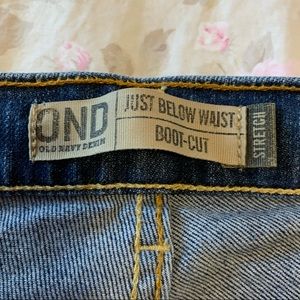 OND
OLD NAVY DENIM
JUST BELOW WAIST
BOOT-CUT
STRETCH